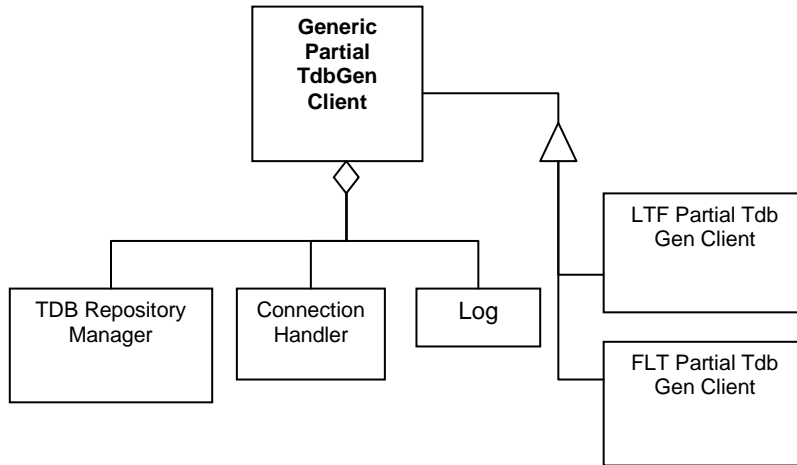 Generic
Partial
TdbGen
Client
LTF Partial Tdb
Gen Client
TDB Repository
Manager
Connection
Handler
Log
FLT Partial Tdb
Gen Client